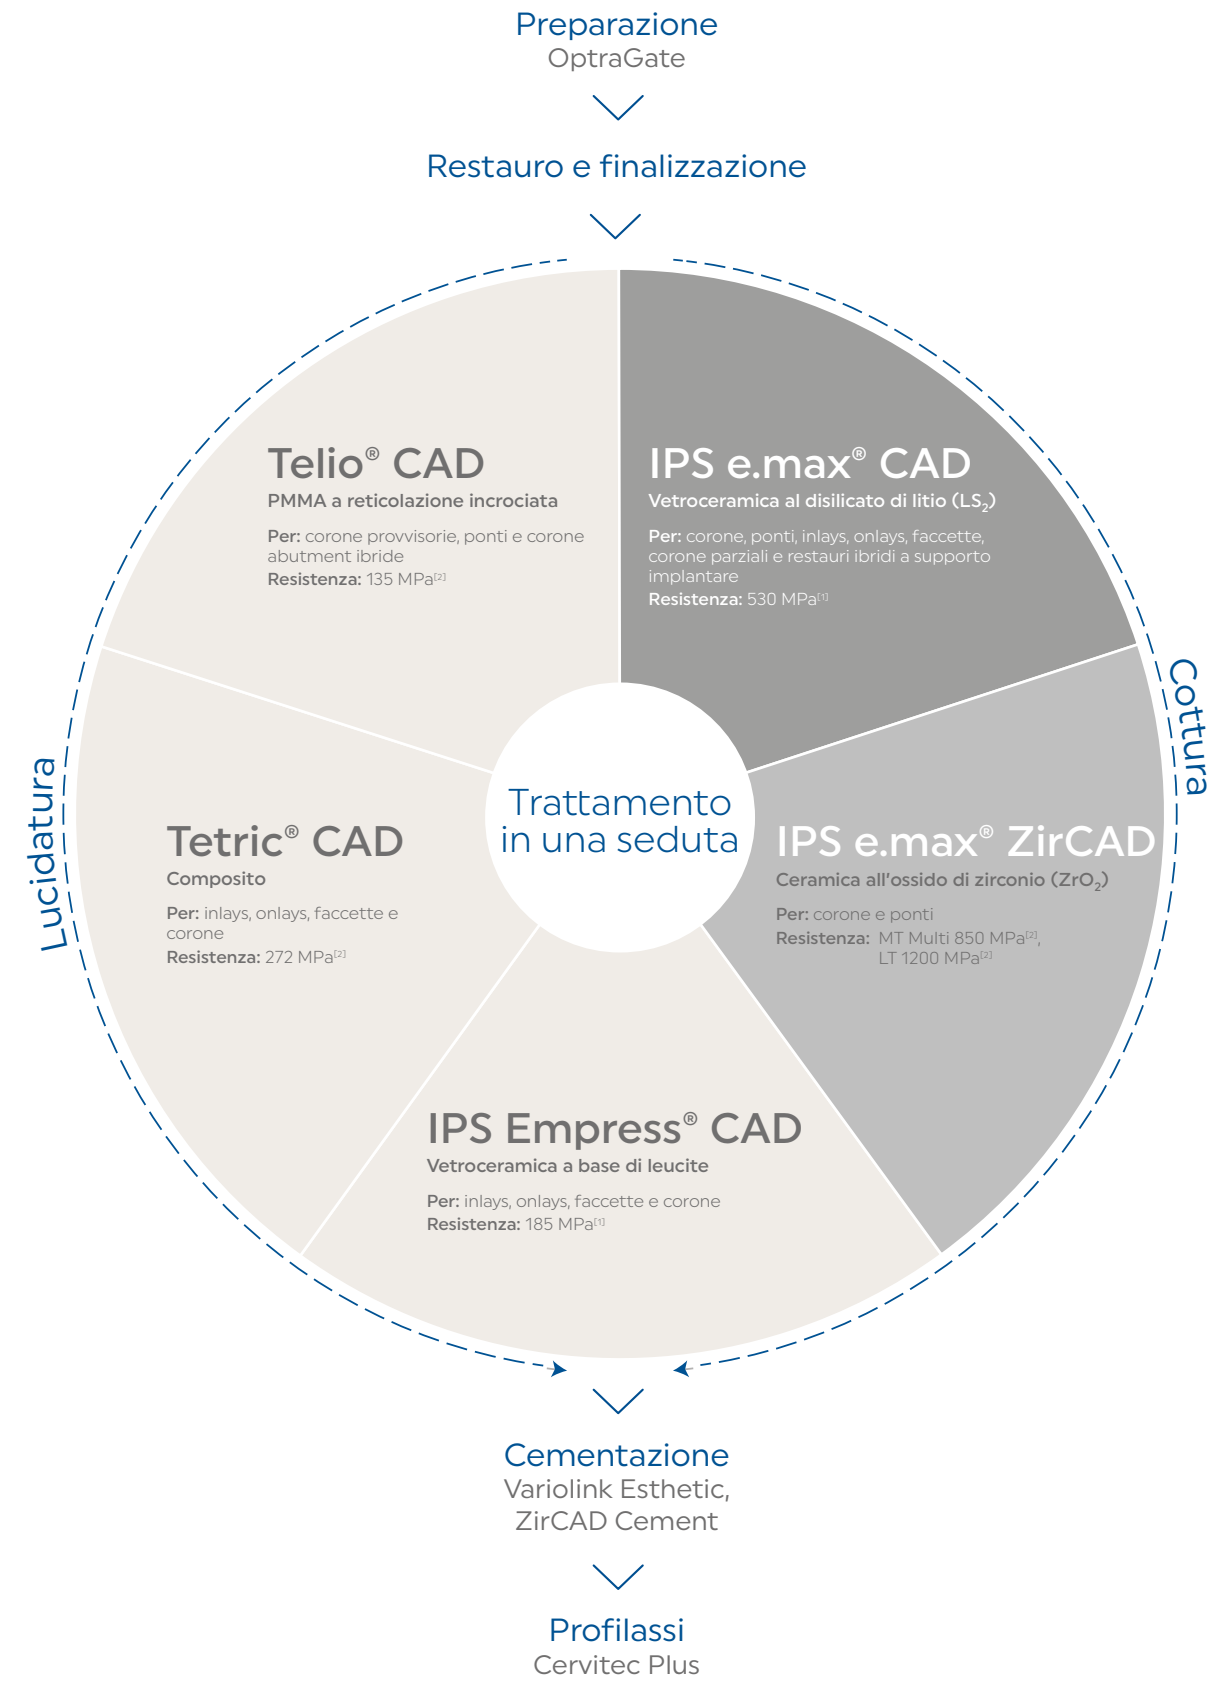 Preparazione
OptraGate
Restauro e finalizzazione
Telio® CAD
PMMA a reticolazione incrociata
Per: corone provvisorie, ponti e corone
abutment ibride
Resistenza: 135 MPa[2]
IPS e.max® CAD
Vetroceramica al disilicato di litio (LS2)
Per: corone, ponti, inlays, onlays, faccette,
corone parziali e restauri ibridi a supporto
implantare
Resistenza: 530 MPa[1]
Cottura
Lucidatura
Trattamento
in una seduta
Tetric® CAD
Composito
Per: inlays, onlays, faccette e
corone
Resistenza: 272 MPa[2]
IPS e.max® ZirCAD
Ceramica all'ossido di zirconio (ZrO2)
Per: corone e ponti
Resistenza: MT Multi 850 MPa[2],
LT 1200 MPa[2]
IPS Empress® CAD
Vetroceramica a base di leucite
Per: inlays, onlays, faccette e corone
Resistenza: 185 MPa[1]
Cementazione
Variolink Esthetic,
ZirCAD Cement
Profilassi
Cervitec Plus